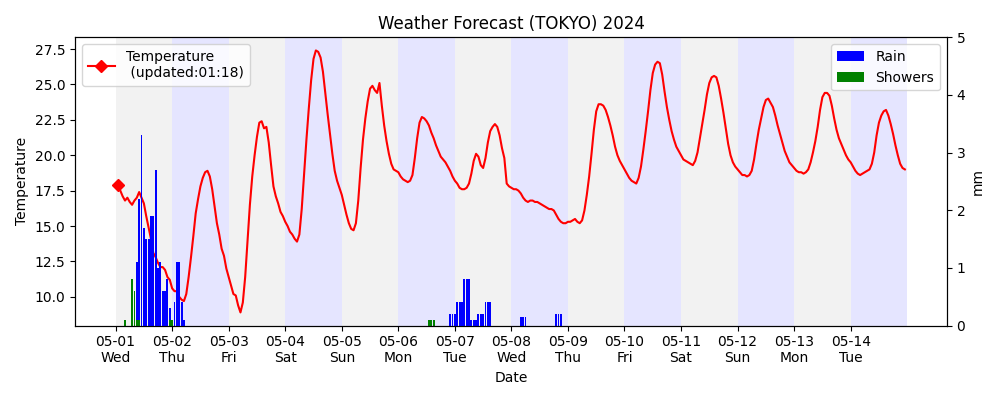 Weather Forecast (TOKYO) 2024
Temperature
(updated:01:18)
Rain
Showers
Temperature
27.5
25.0
22.5
20.0
17.5
15.0
12.5
10.0
5
4
3
2
1
0
mm
05-01 05-02 05-03 05-04 05-05 05-06 05-07 05-08 05-09 05-10 05-11 05-12 05-13 05-14
Wed Thu Fri Sat Sun Mon Tue Wed Thu Fri Sat Sun Mon Tue
Date